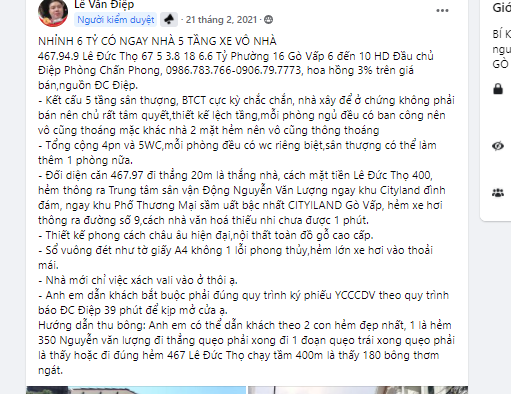 Lê Văn Điệp
Người kiểm duyệt · 21 tháng 2, 2021 ·
NHỈNH 6 TỶ CÓ NGAY NHÀ 5 TẦNG XE VÔ NHÀ
467.94.9 Lê Đức Thọ 67 5 3.8 18 6.6 Tỷ Phường 16 Gò Vấp 6 đến 10 HD Đầu chủ
Điệp Phòng Chấn Phong, 0986.783.766-0906.79.7773, hoa hồng 3% trên giá
bán,nguồn ĐC Điệp.
- Kết cấu 5 tầng sân thượng, BTCT cực kỳ chắc chắn, nhà xây để ở chứng không phải
bán nên chủ rất tâm quyết,thiết kế lệch tầng,mỗi phòng ngủ đều có ban công nên
vô cũng thoáng mặc khác nhà 2 mặt hẻm nên vô cũng thông thoáng
- Tổng cộng 4pn và 5WC,mỗi phòng đều có wc riêng biệt,sân thượng có thể làm
thêm 1 phòng nữa.
- Đối diện căn 467.97 đi thẳng 20m là thẳng nhà, cách mặt tiền Lê Đức Thọ 400,
hẻm thông ra Trung tâm sân vận Động Nguyễn Văn Lượng ngay khu Cityland đình
đám, ngay khu Phố Thương Mại sầm uất bậc nhất CITYILAND Gò Vấp, hẻm xe hơi
thông ra đường số 9,cách nhà văn hoá thiếu nhi chưa được 1 phút.
- Thiết kế phong cách châu âu hiện đại,nội thất toàn đồ gỗ cao cấp.
- Sổ vuông đét như tờ giấy A4 không 1 lỗi phong thủy,hẻm lớn xe hơi vào thoải
mái.
- Nhà mới chỉ việc xách vali vào ở thôi ạ.
- Anh em dẫn khách bắt buộc phải đúng quy trình ký phiếu YCCCDV theo quy trình
báo ĐC Điệp 39 phút để kịp mở cửa ạ.
Hướng dẫn thu bông: Anh em có thể dẫn khách theo 2 con hẻm đẹp nhất, 1 là hẻm
350 Nguyễn văn lượng đi thẳng quẹo phải xong đi 1 đoạn quẹo trái xong quẹo phải
là thấy hoặc đi đúng hẻm 467 Lê Đức Thọ chạy tầm 400m là thấy 180 bông thơm
ngát.
Giớ
BÍ K
GÒ